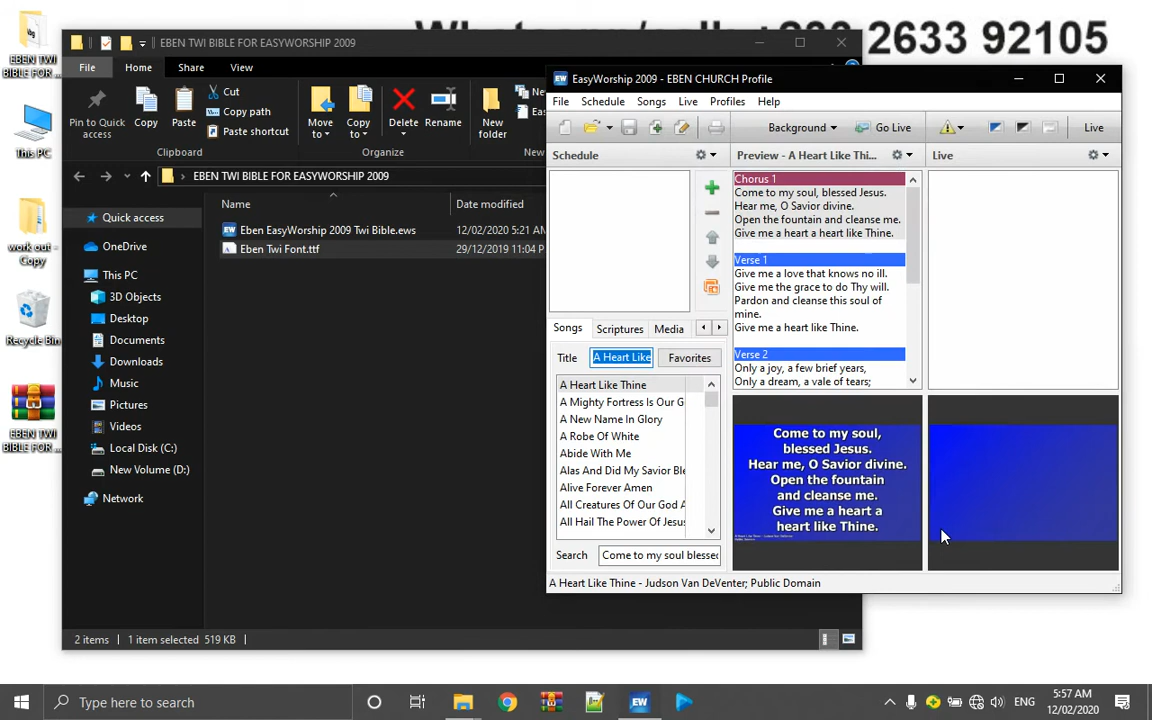 EBEN TWI
BIBLE FOR ...
This PC
work out -
Copy
Recycle Bin
EBEN TWI
BIBLE FOR ...
EBEN TWI BIBLE FOR EASYWORSHIP 2009
2633 92105
File
Home
Share
View
Pin to Quick
access
Copy
Paste
Cut
Copy path
Paste shortcut
Clipboard
Move
to
Copy
to
Delete
Rename
Organize
New
folder
New
EBEN TWI BIBLE FOR EASYWORSHIP 2009
Name
Date modified
Eben EasyWorship 2009 Twi Bible.ews
12/02/2020 5:21 AM
Eben Twi Font.ttf
29/12/2019 11:04 P
Quick access
OneDrive
This PC
3D Objects
Desktop
Documents
Downloads
Music
Pictures
Videos
Local Disk (C:)
New Volume (D:)
Network
2 items
1 item selected 519 KB
EasyWorship 2009 - EBEN CHURCH Profile
File Schedule Songs Live Profiles Help
Background
Go Live
Live
Schedule
Preview - A Heart Like Thi...
Live
Chorus 1
Come to my soul, blessed Jesus.
Hear me, O Savior divine.
Open the fountain and cleanse me.
Give me a heart a heart like Thine.
Verse 1
Give me a love that knows no ill.
Give me the grace to do Thy will.
Pardon and cleanse this soul of
mine.
Give me a heart like Thine.
Verse 2
Only a joy, a few brief years,
Only a dream, a vale of tears;
Songs
Scriptures
Media
Title
A Heart Like
Favorites
A Heart Like Thine
A Mighty Fortress Is Our G
A New Name In Glory
A Robe Of White
Abide With Me
Alas And Did My Savior Ble
Alive Forever Amen
All Creatures Of Our God A
All Hail The Power Of Jesus
Search
Come to my soul blessed
Come to my soul,
blessed Jesus.
Hear me, O Savior divine.
Open the fountain
and cleanse me.
Give me a heart a
heart like Thine.
A Heart Like Thine - Judson Van DeVenter; Public Domain
Type here to search
ENG
5:57 AM
12/02/2020